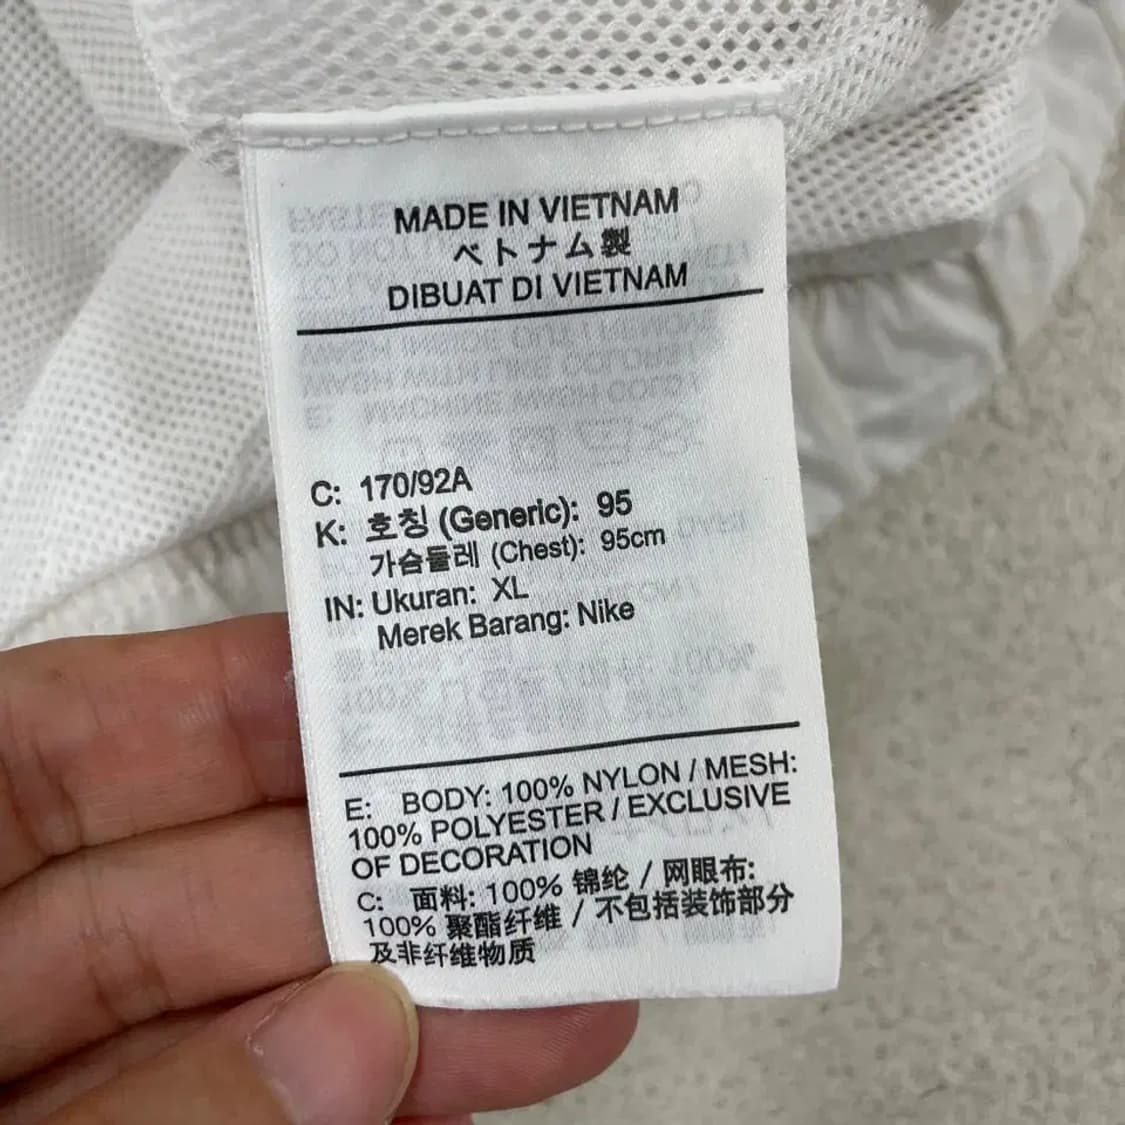 MADE IN VIETNAM
ベトナム製
DIBUAT DI VIETNAM
C: 170/92A
K: 호칭 (Generic): 95
가슴둘레 (Chest): 95cm
IN: Ukuran: XL
Merek Barang: Nike
E: BODY: 100% NYLON / MESH:
100% POLYESTER / EXCLUSIVE
OF DECORATION
C: 面料: 100% 锦纶 / 网眼布:
100% 聚酯纤维 / 不包括装饰部分
及非纤维物质